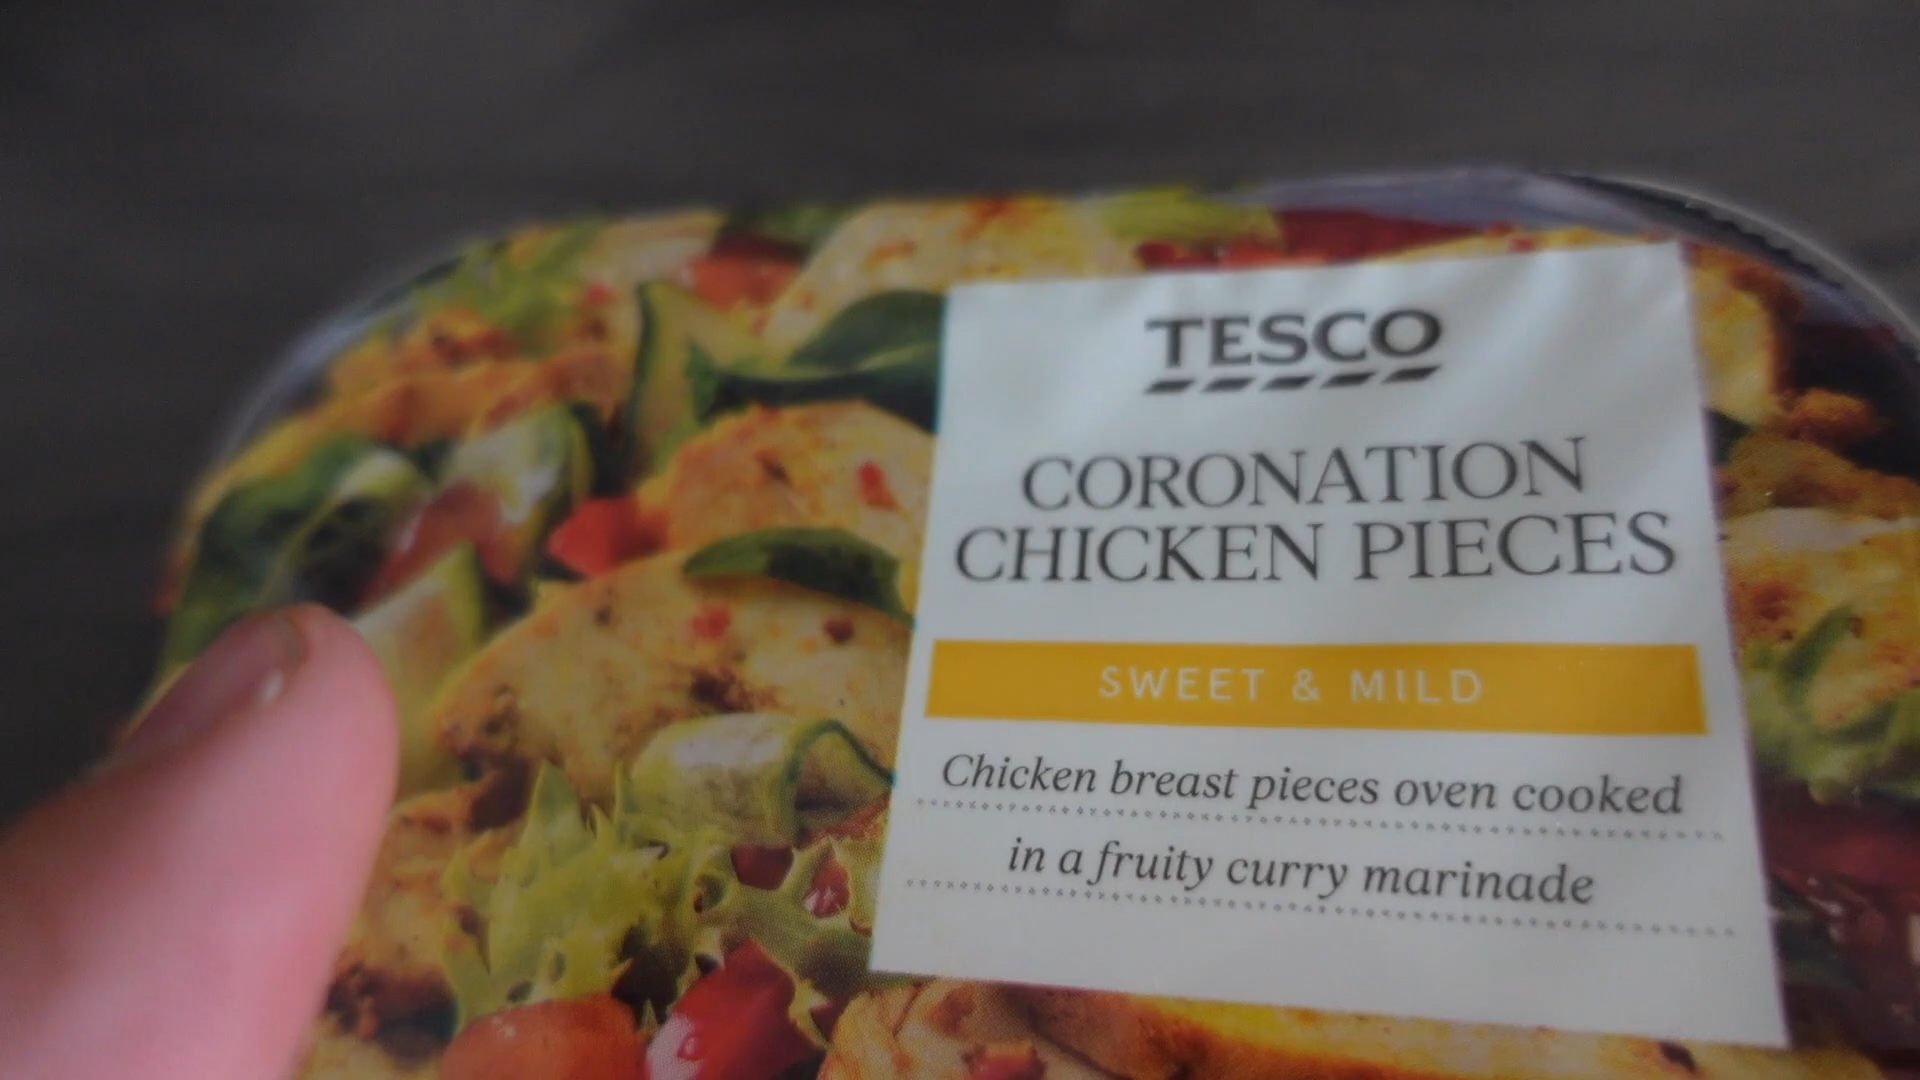 TESCO
CORONATION
CHICKEN PIECES
SWEET & MILD
Chicken breast pieces oven cooked
in a fruity curry marinade